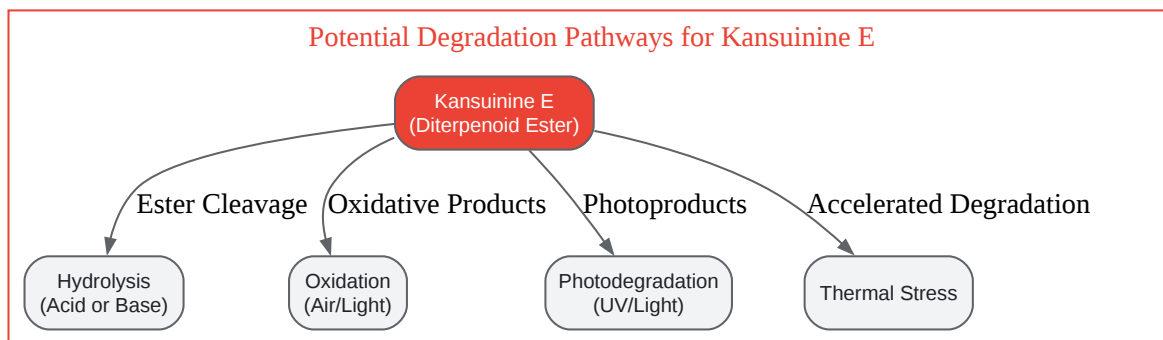 Potential Degradation Pathways for Kansuinine E
Kansuinine E
(Diterpenoid Ester)
Ester Cleavage
Oxidative Products
Photoproducts
Accelerated Degradation
Hydrolysis
(Acid or Base)
Oxidation
(Air/Light)
Photodegradation
(UV/Light)
Thermal Stress